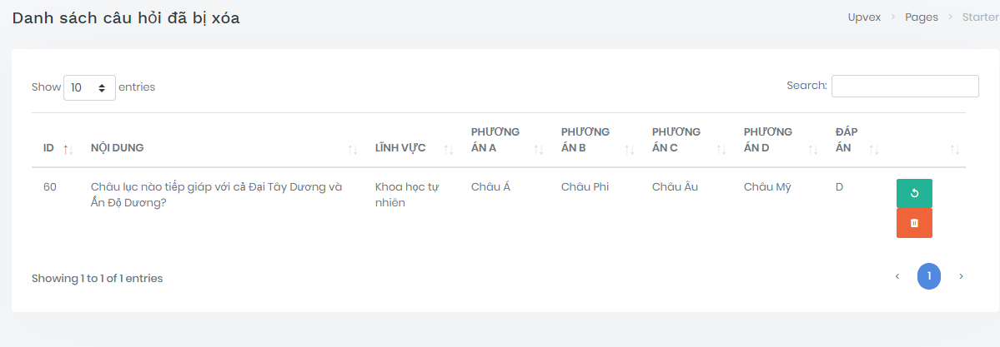 Danh sách câu hỏi đã bị xóa
Upvex > Pages > Starter
Show 10 entries
Search:
ID NỘI DUNG LĨNH VỰC PHƯƠNG ÁN A PHƯƠNG ÁN B PHƯƠNG ÁN C PHƯƠNG ÁN D ĐÁP ÁN
60 Châu lục nào tiếp giáp với cả Đại Tây Dương và
Ấn Độ Dương?
Khoa học tự
nhiên
Châu Á Châu Phi Châu Âu Châu Mỹ D
Showing 1 to 1 of 1 entries
‹ 1 ›